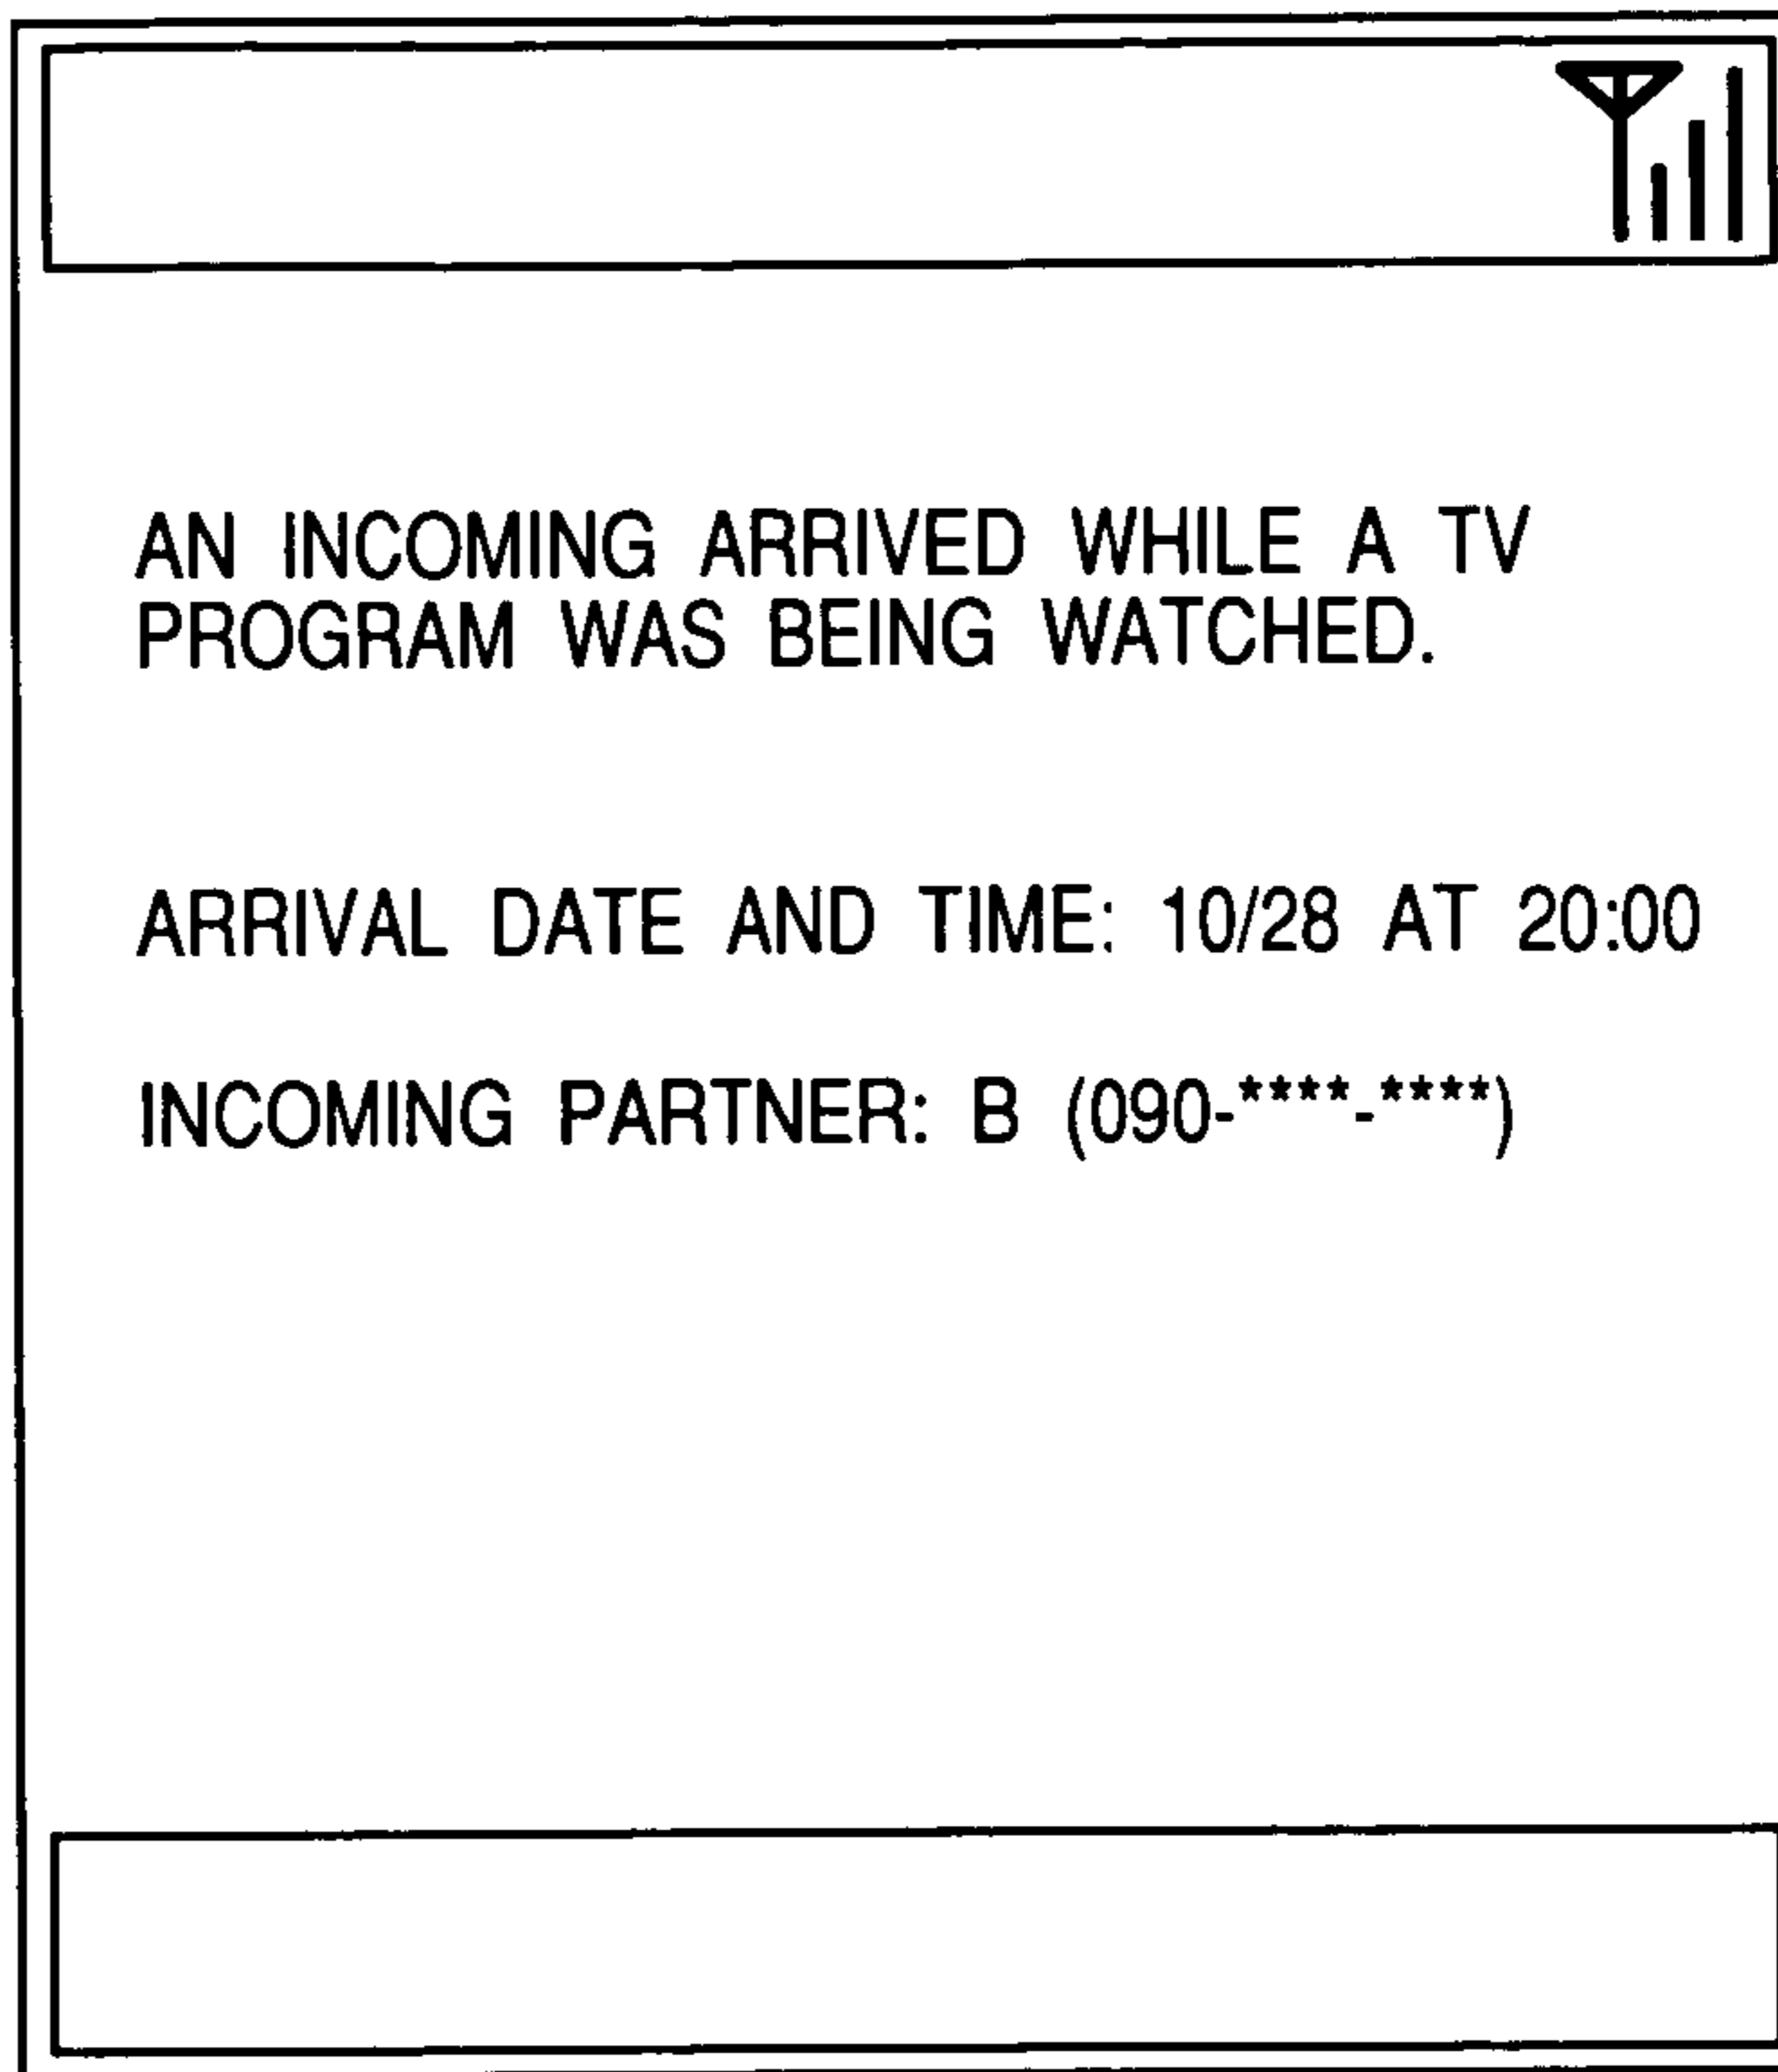 AN INCOMING ARRIVED WHILE A TV
PROGRAM WAS BEING WATCHED.
ARRIVAL DATE AND TIME: 10/28 AT 20:00
INCOMING PARTNER: B (090-****-****)